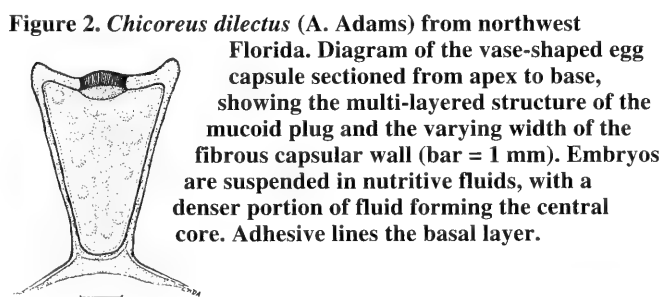 Figure 2. Chicoreus dilectus (A. Adams) from northwest
Florida. Diagram of the vase-shaped egg
capsule sectioned from apex to base,
showing the multi-layered structure of the
mucoid plug and the varying width of the
fibrous capsular wall (bar = 1 mm). Embryos
are suspended in nutritive fluids, with a
denser portion of fluid forming the central
core. Adhesive lines the basal layer.